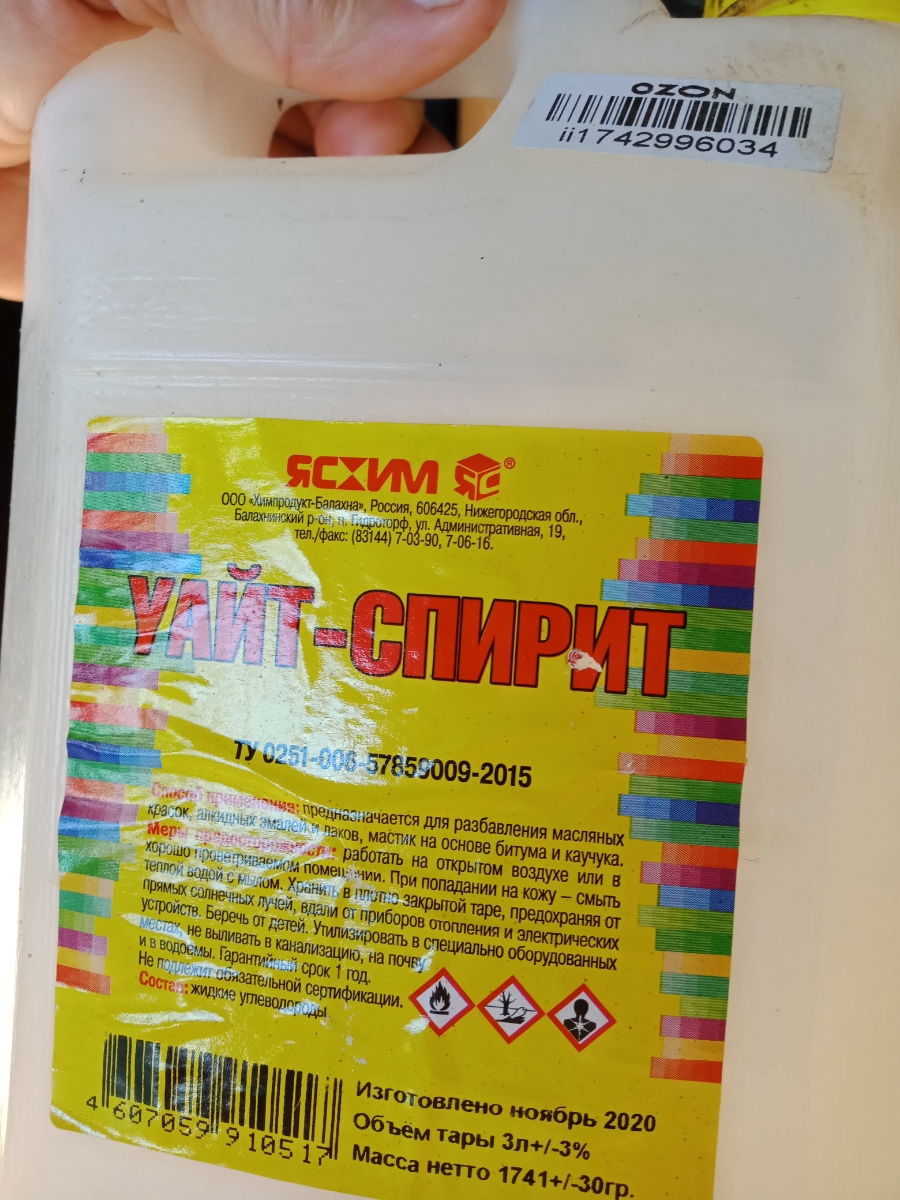 OZON
ii1742996034
ЯСХИМ ЯС®
ООО «Химпродукт-Балахна», Россия, 606425, Нижегородская обл.,
Балахнинский р-он, п. Гидроторф, ул. Административная, 19,
тел./факс: (83144) 7-03-90, 7-06-16.
УАЙТ-СПИРИТ
ТУ 0251-006-57859009-2015
Способ применения: предназначается для разбавления масляных
красок, алкидных эмалей и лаков, мастик на основе битума и каучука.
Меры предосторожности: работать на открытом воздухе или в
хорошо проветриваемом помещении. При попадании на кожу – смыть
теплой водой с мылом. Хранить в плотно закрытой таре, предохраняя от
прямых солнечных лучей, вдали от приборов отопления и электрических
устройств. Беречь от детей. Утилизировать в специально оборудованных
местах, не выливать в канализацию, на почву
и в водоемы. Гарантийный срок 1 год.
Не подлежит обязательной сертификации.
Состав: жидкие углеводороды
4 607059 910517
Изготовлено ноябрь 2020
Объём тары 3л+/-3%
Масса нетто 1741+/-30гр.